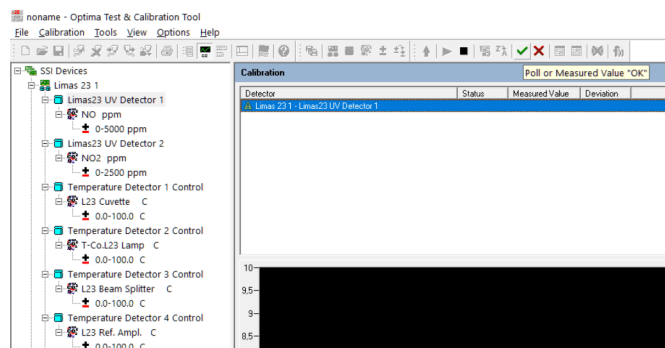 noname - Optima Test & Calibration Tool
File Calibration Tools View Options Help
SSI Devices
Limas 23 1
Limas23 UV Detector 1
NO ppm
0-5000 ppm
Limas23 UV Detector 2
NO2 ppm
0-2500 ppm
Temperature Detector 1 Control
L23 Cuvette C
0.0-100.0 C
Temperature Detector 2 Control
T-Co.L23 Lamp C
0.0-100.0 C
Temperature Detector 3 Control
L23 Beam Splitter C
0.0-100.0 C
Temperature Detector 4 Control
L23 Ref. Ampl. C
0.0-100.0 C
Calibration
Poll or Measured Value "OK"
Detector Status Measured Value Deviation
Limas 23 1 - Limas23 UV Detector 1
10
9,5
9
8,5